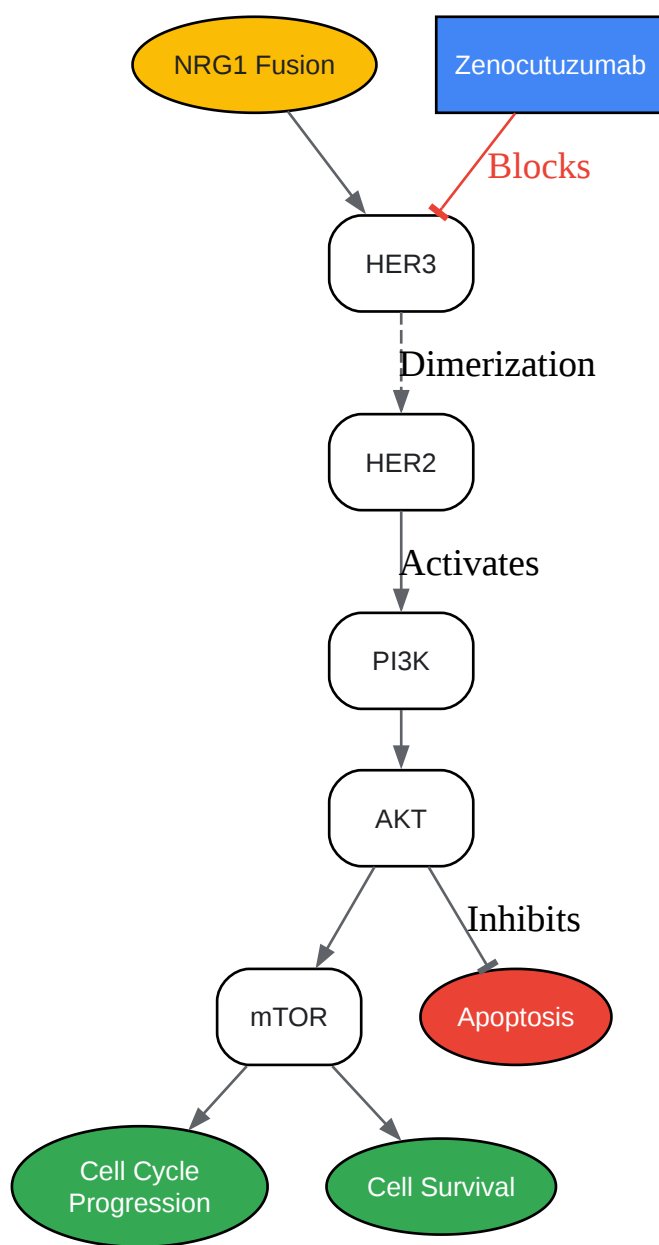 NRG1 Fusion
Zenocutuzumab
Blocks
HER3
Dimerization
HER2
Activates
PI3K
AKT
Inhibits
mTOR
Apoptosis
Cell Cycle
Progression
Cell Survival